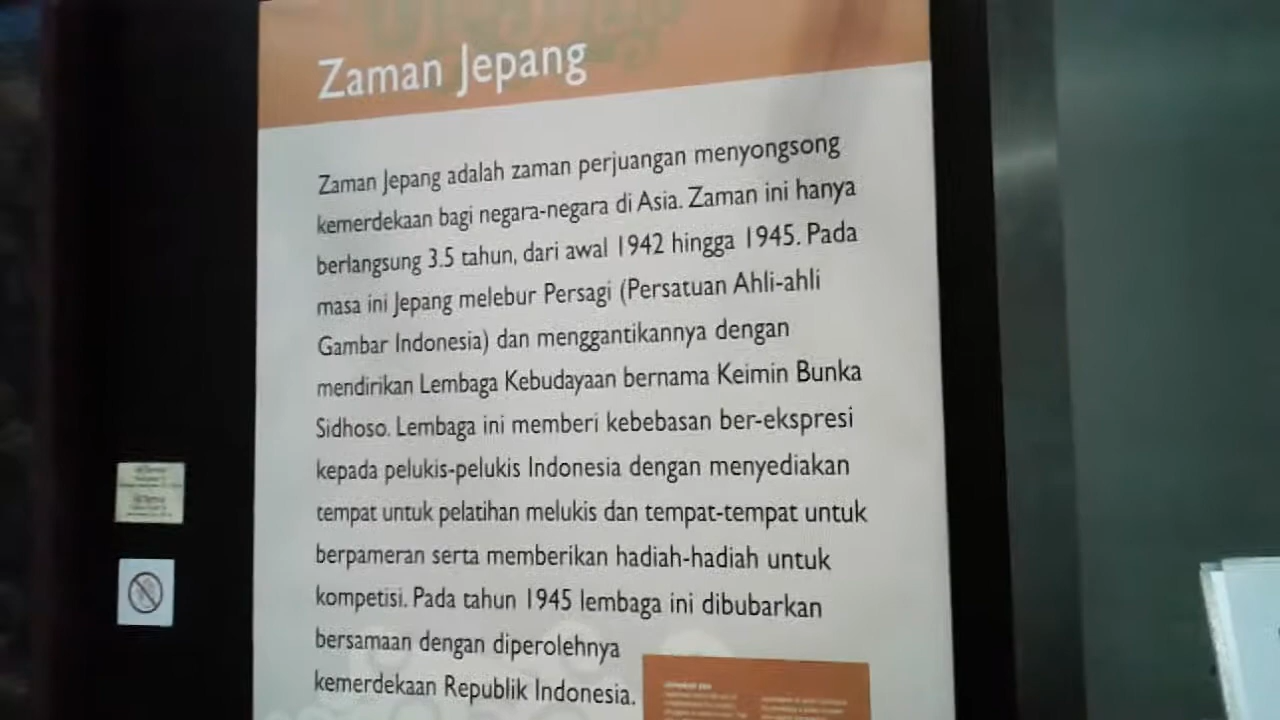 Zaman Jepang
Zaman Jepang adalah zaman perjuangan menyongsong
kemerdekaan bagi negara-negara di Asia. Zaman ini hanya
berlangsung 3.5 tahun, dari awal 1942 hingga 1945. Pada
masa ini Jepang melebur Persagi (Persatuan Ahli-ahli
Gambar Indonesia) dan menggantikannya dengan
mendirikan Lembaga Kebudayaan bernama Keimin Bunka
Sidhoso. Lembaga ini memberi kebebasan ber-ekspresi
kepada pelukis-pelukis Indonesia dengan menyediakan
tempat untuk pelatihan melukis dan tempat-tempat untuk
berpameran serta memberikan hadiah-hadiah untuk
kompetisi. Pada tahun 1945 lembaga ini dibubarkan
bersamaan dengan diperolehnya
kemerdekaan Republik Indonesia.